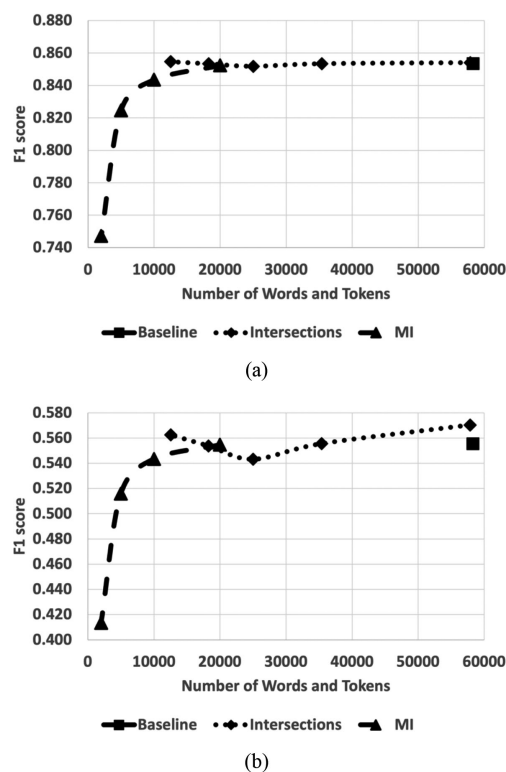 (a)
0.860
0.840
0.820
0.800
0.780
0.760
0.740
F1 score
0 10000 20000 30000 40000 50000 60000
Number of Words and Tokens
Baseline Intersections MI
(a)
0.580
0.560
0.540
0.520
0.500
0.480
0.460
0.440
0.420
0.400
F1 score
0 10000 20000 30000 40000 50000 60000
Number of Words and Tokens
Baseline Intersections MI
(b)